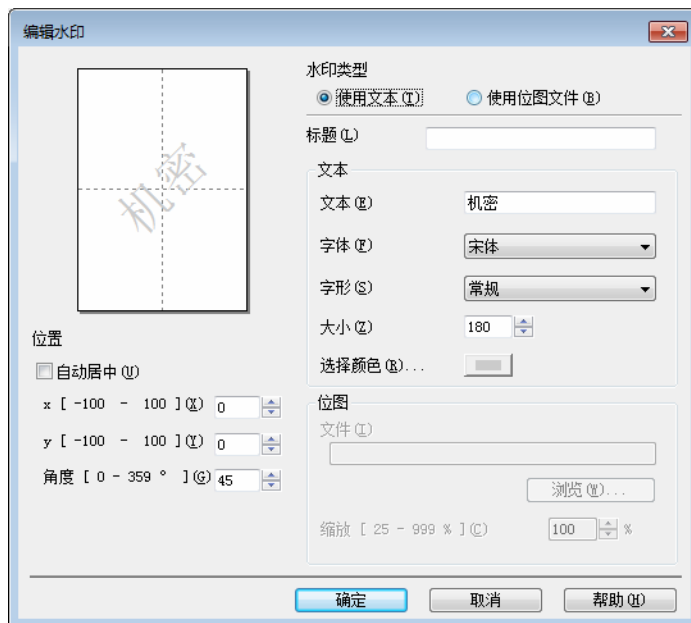 编辑水印
机密
水印类型
使用文本(T)
使用位图文件(B)
标题(L)
文本
文本(E)
机密
字体(F)
宋体
字形(S)
常规
大小(Z)
180
选择颜色(R)...
位置
自动居中(U)
x [ -100 - 100 ](X) 0
y [ -100 - 100 ](Y) 0
角度 [ 0 - 359 ° ](G) 45
位图
文件(I)
浏览(W)...
缩放 [ 25 - 999 % ](C) 100 %
确定
取消
帮助(H)